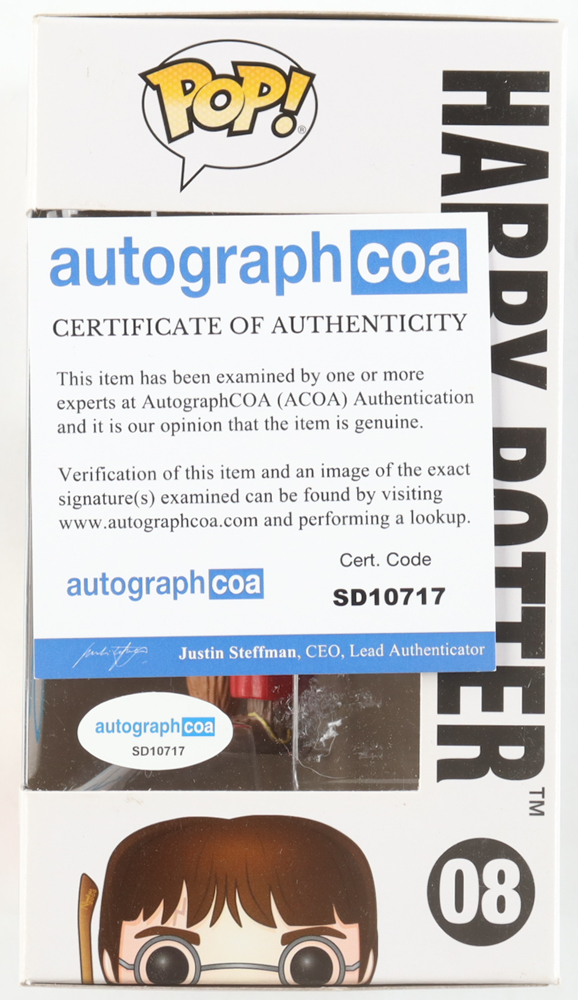 POP!
®
HARRY POTTER™
autographcoa
CERTIFICATE OF AUTHENTICITY
This item has been examined by one or more
experts at AutographCOA (ACOA) Authentication
and it is our opinion that the item is genuine.
Verification of this item and an image of the exact
signature(s) examined can be found by visiting
www.autographcoa.com and performing a lookup.
autographcoa
Cert. Code
SD10717
Justin Steffman, CEO, Lead Authenticator
autographcoa
SD10717
08